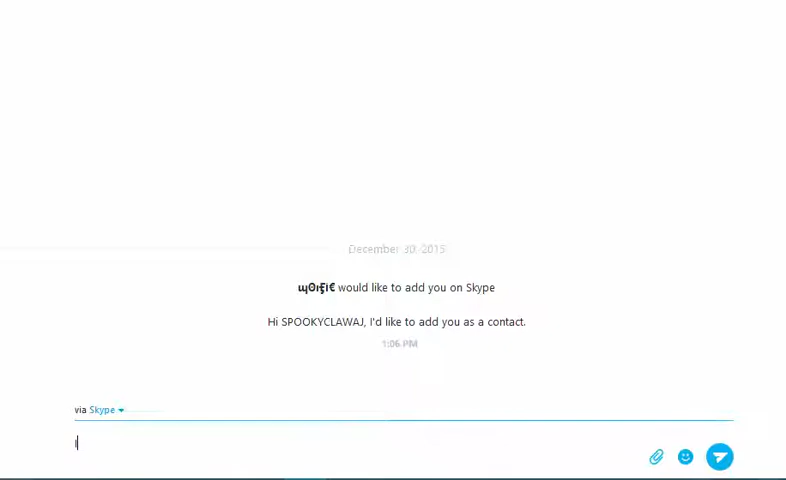 December 30, 2015
would like to add you on Skype
Hi SPOOKYCLAWAJ, I'd like to add you as a contact.
1:06 PM
via Skype